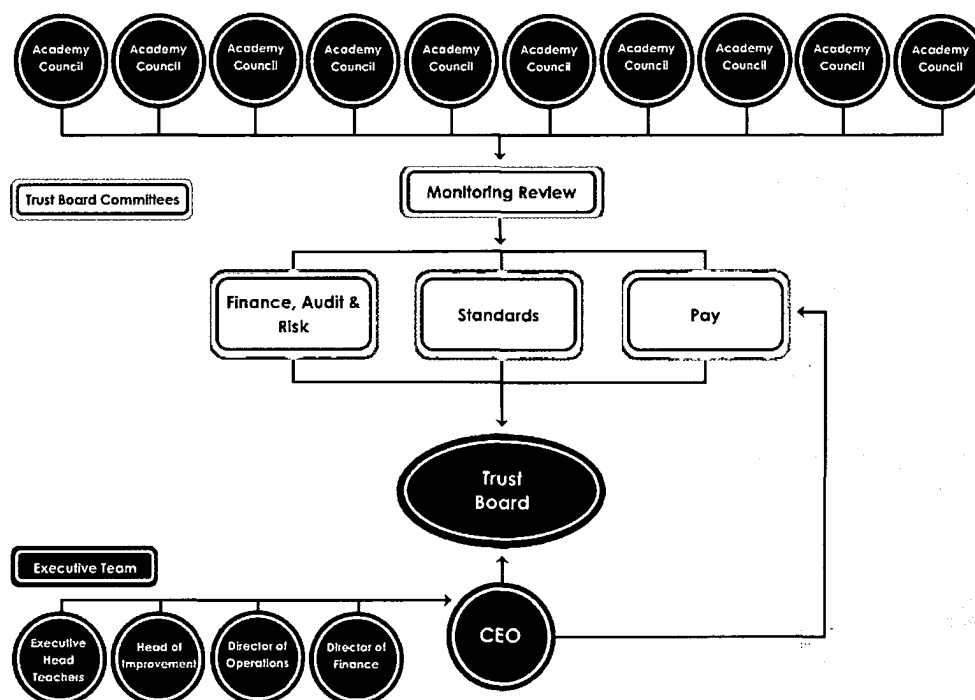 Academy
Council
Academy
Council
Academy
Council
Academy
Council
Academy
Council
Academy
Council
Academy
Council
Academy
Council
Academy
Council
Academy
Council
Trust Board Committees
Monitoring Review
Finance, Audit &
Risk
Standards
Pay
Trust
Board
Executive Team
Executive
Head
Teachers
Head of
Improvement
Director of
Operations
Director of
Finance
CEO